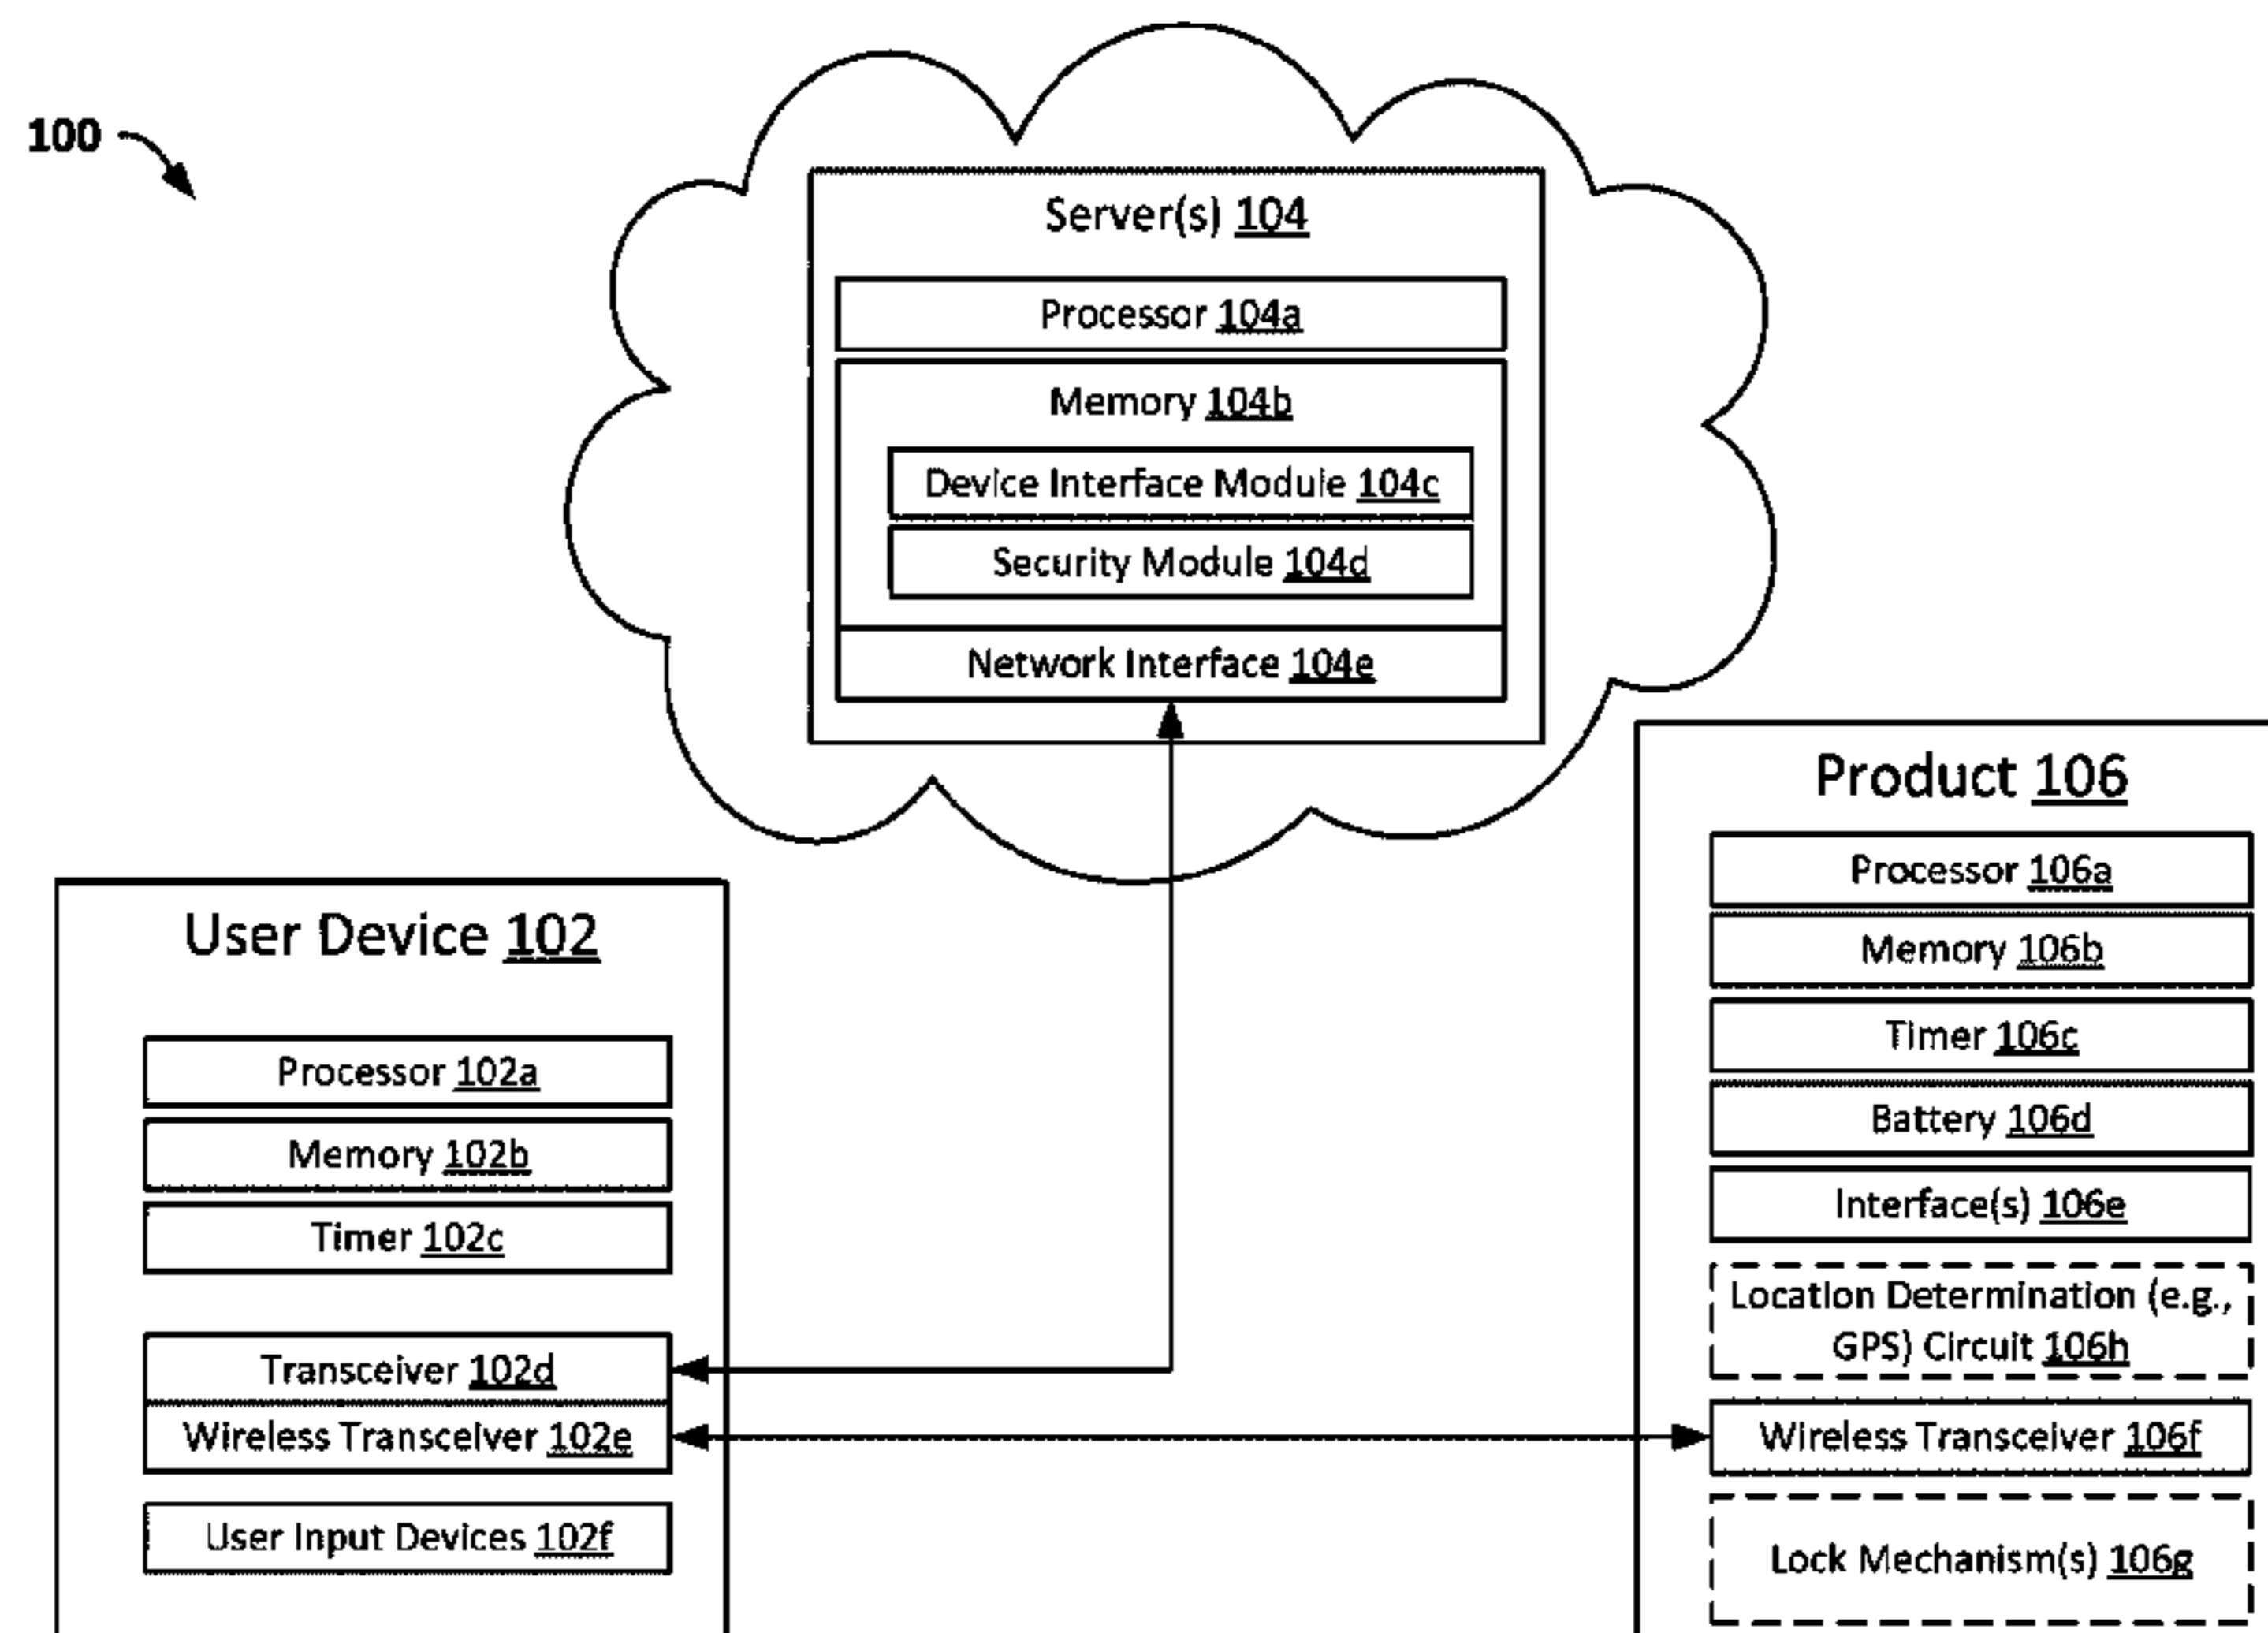 100
Server(s) 104
Processor 104a
Memory 104b
Device Interface Module 104c
Security Module 104d
Network Interface 104e
User Device 102
Processor 102a
Memory 102b
Timer 102c
Transceiver 102d
Wireless Transceiver 102e
User Input Devices 102f
Product 106
Processor 106a
Memory 106b
Timer 106c
Battery 106d
Interface(s) 106e
Location Determination (e.g.,
GPS) Circuit 106h
Wireless Transceiver 106f
Lock Mechanism(s) 106g